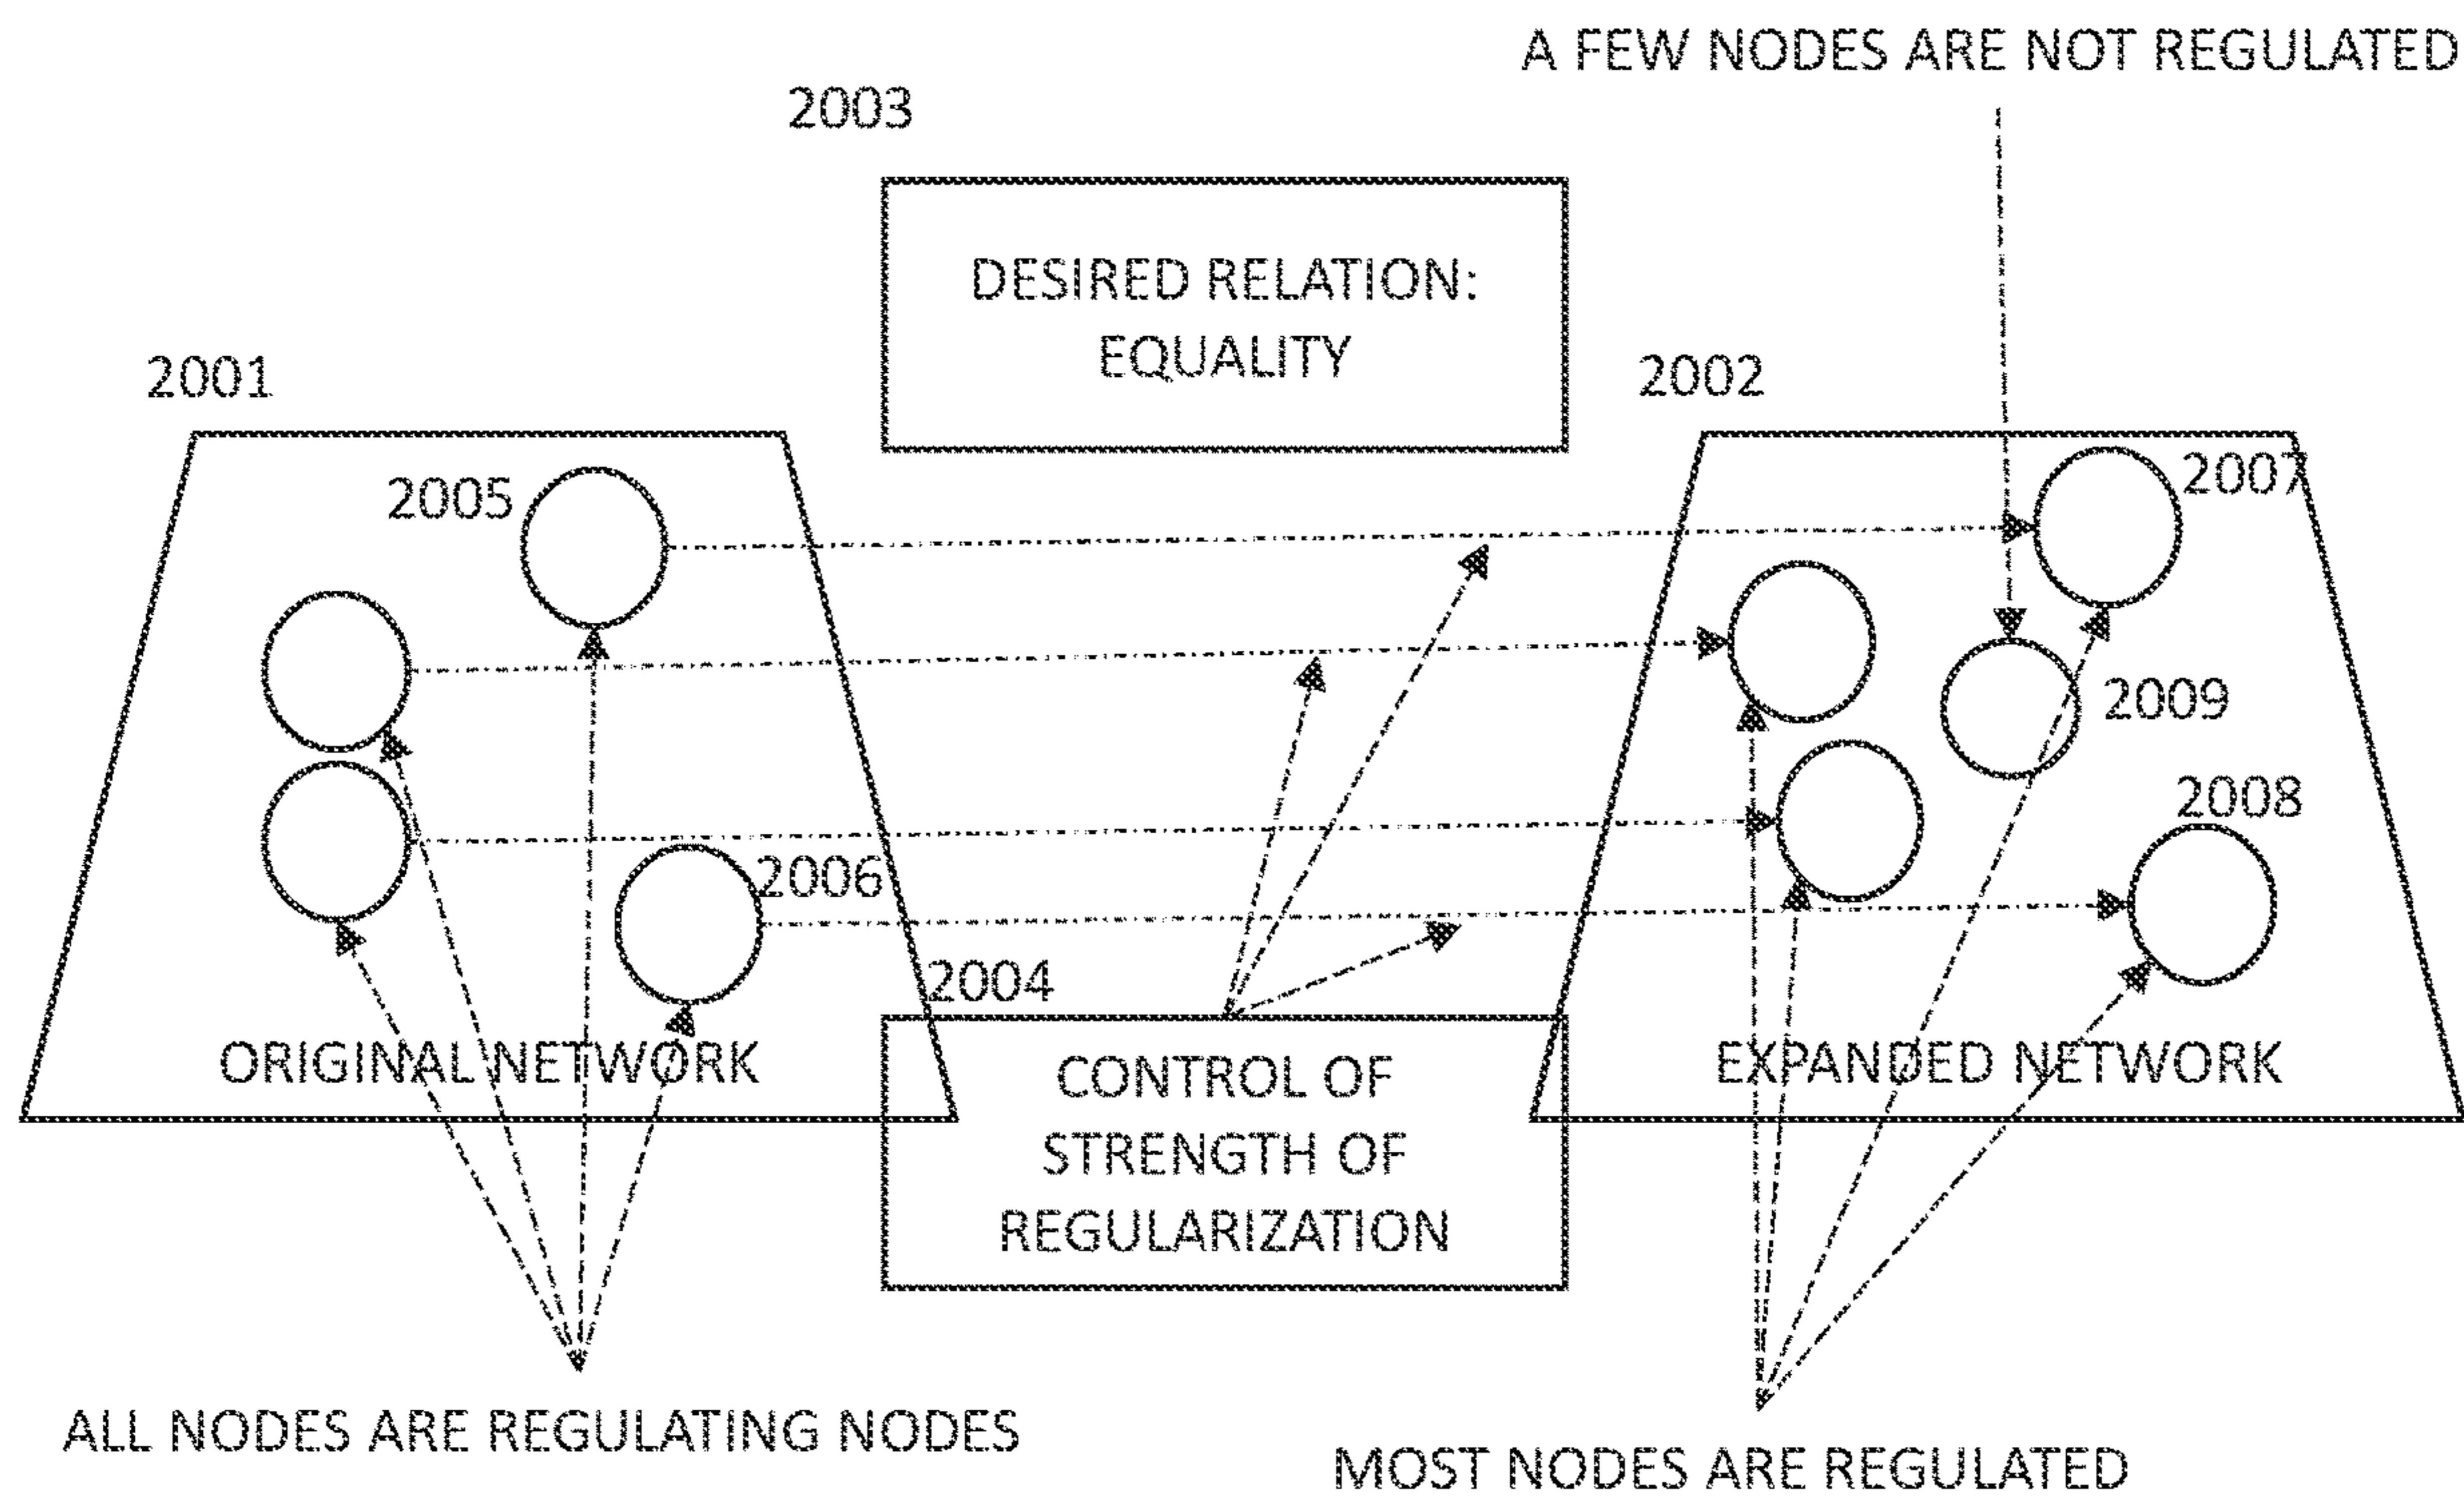 A FEW NODES ARE NOT REGULATED
2003
DESIRED RELATION:
EQUALITY
2001
2002
2005
2007
2009
2008
2006
2004
ORIGINAL NETWORK
EXPANDED NETWORK
CONTROL OF
STRENGTH OF
REGULARIZATION
ALL NODES ARE REGULATING NODES
MOST NODES ARE REGULATED